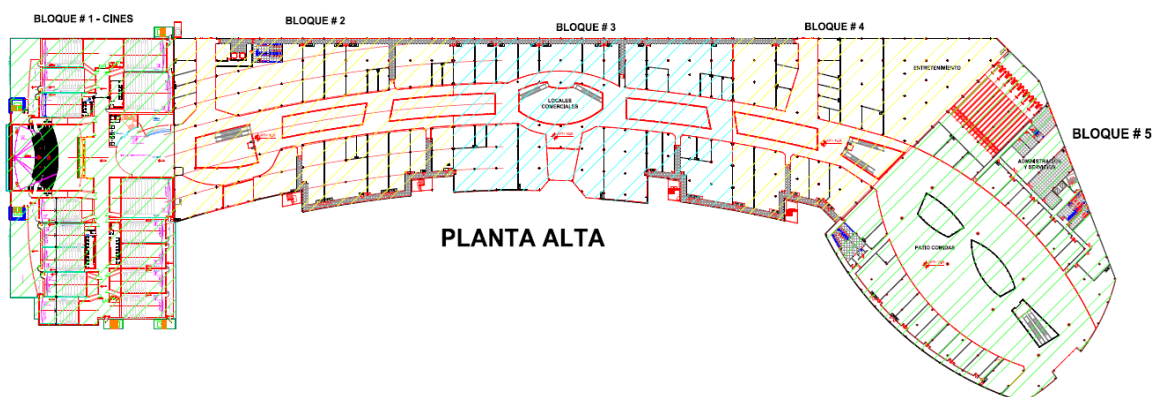 BLOQUE # 1 - CINES
BLOQUE # 2
BLOQUE # 3
BLOQUE # 4
ENTRETENIMIENTO
LOCALES
COMERCIALES
BLOQUE # 5
ADMINISTRACION
Y SERVICIOS
PLANTA ALTA
PATIO COMIDAS